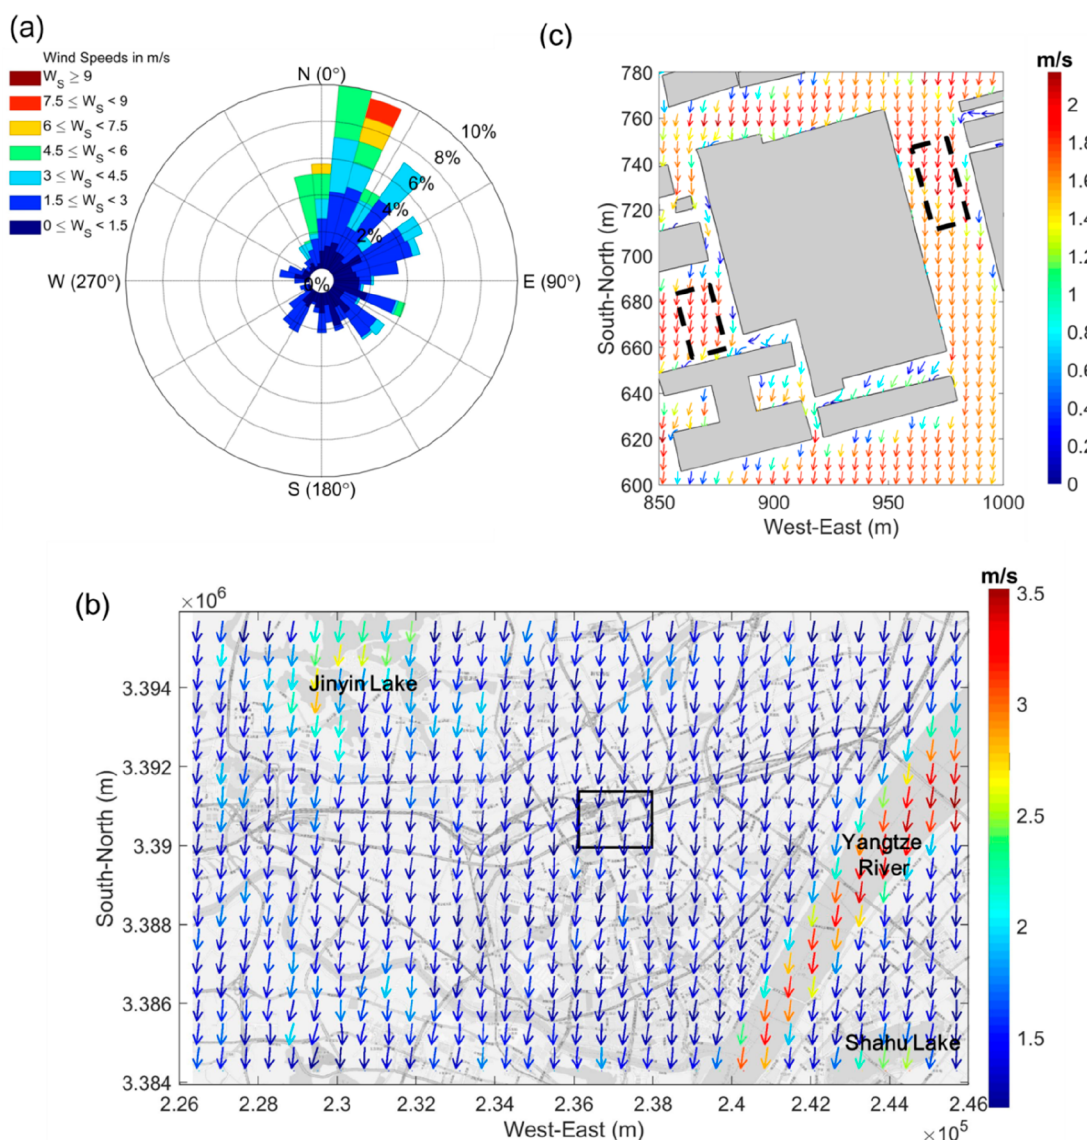 (a)
Wind Speeds in m/s
W_S ≥ 9
7.5 ≤ W_S < 9
6 ≤ W_S < 7.5
4.5 ≤ W_S < 6
3 ≤ W_S < 4.5
1.5 ≤ W_S < 3
0 ≤ W_S < 1.5
N (0°)
10%
8%
6%
4%
2%
0%
W (270°)
E (90°)
S (180°)
(c)
m/s
780
760
740
720
700
680
660
640
620
600
South-North (m)
850
900
950
1000
West-East (m)
2
1.8
1.6
1.4
1.2
1
0.8
0.6
0.4
0.2
0
(b)
×10⁶
m/s
3.394
3.392
3.39
3.388
3.386
3.384
South-North (m)
Jinyin Lake
Yangtze
River
Shahu Lake
2.26
2.28
2.3
2.32
2.34
2.36
2.38
2.4
2.42
2.44
2.46
×10⁵
West-East (m)
3.5
3
2.5
2
1.5